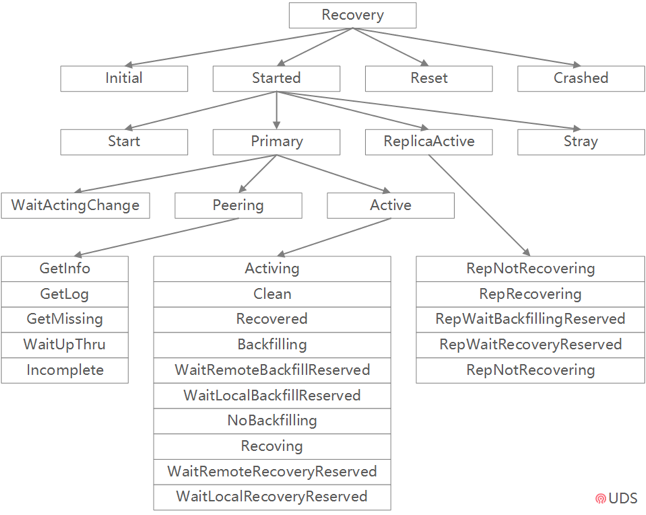 Recovery
Initial
Started
Reset
Crashed
Start
Primary
ReplicaActive
Stray
WaitActingChange
Peering
Active
GetInfo
GetLog
GetMissing
WaitUpThru
Incomplete
Activing
Clean
Recovered
Backfilling
WaitRemoteBackfillReserved
WaitLocalBackfillReserved
NoBackfilling
Recoving
WaitRemoteRecoveryReserved
WaitLocalRecoveryReserved
RepNotRecovering
RepRecovering
RepWaitBackfillingReserved
RepWaitRecoveryReserved
RepNotRecovering
UDS